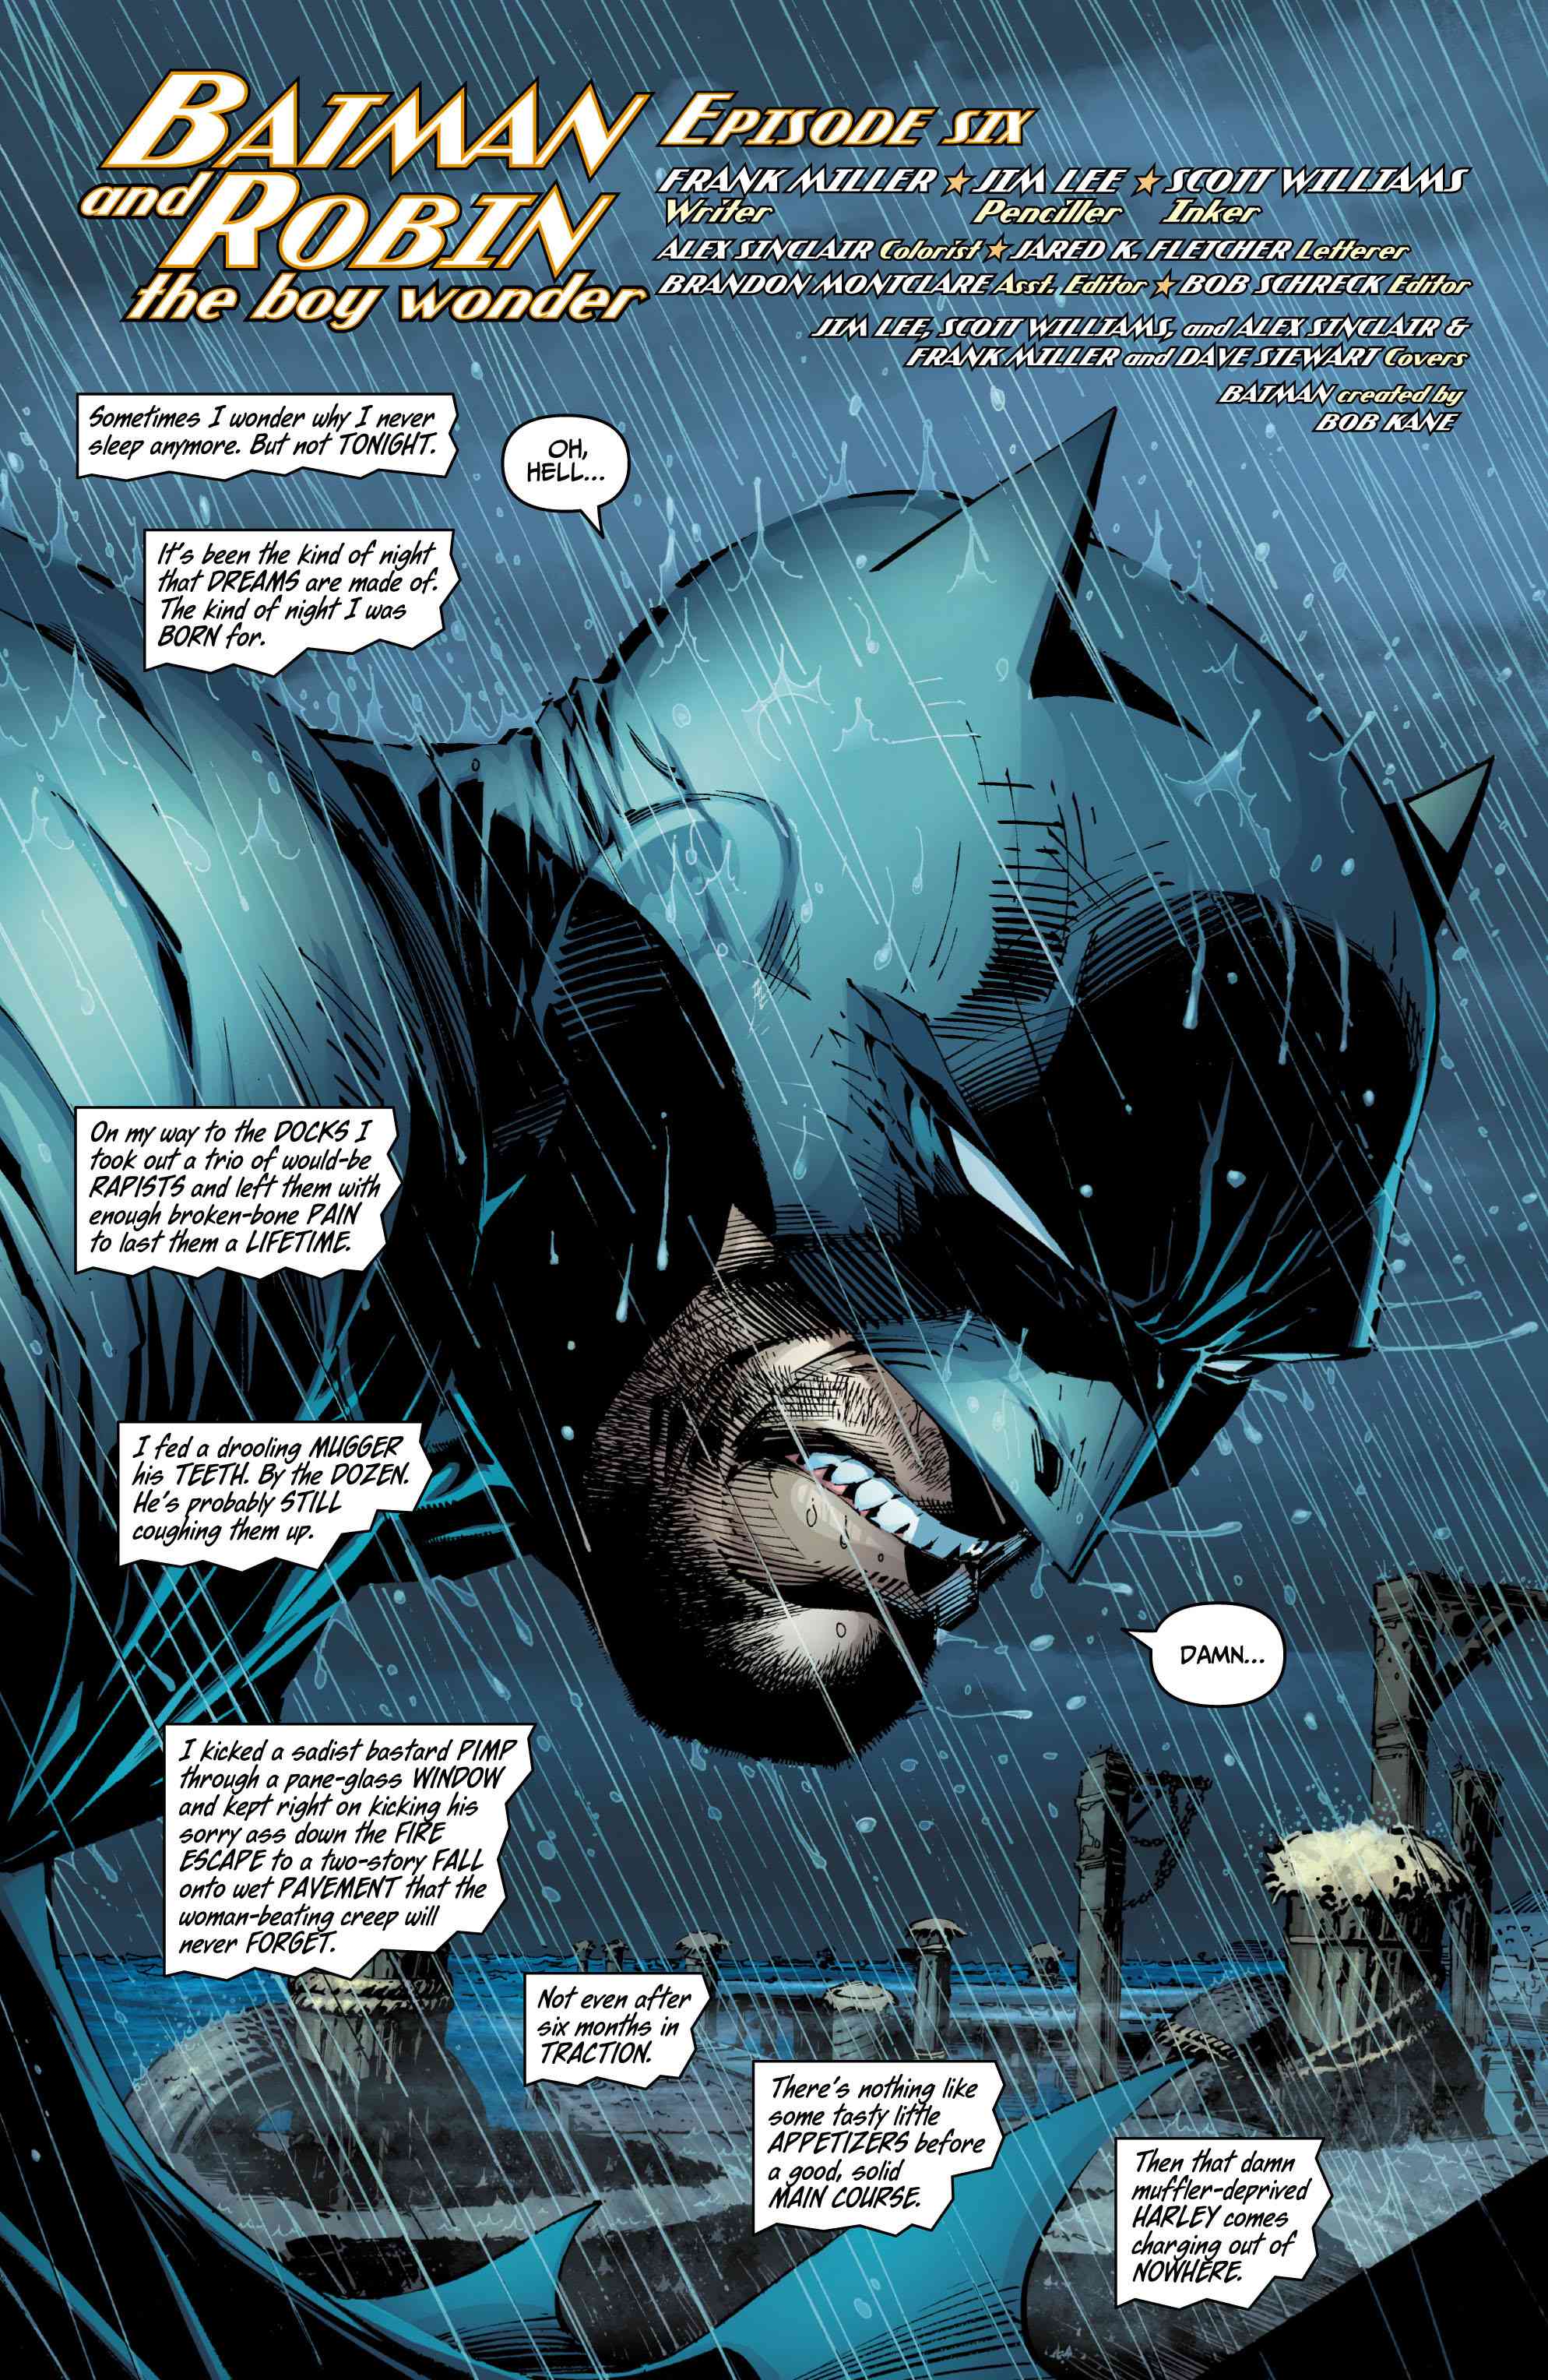 BATMAN
and ROBIN
the boy wonder
EPISODE SIX
FRANK MILLER ★ JIM LEE ★ SCOTT WILLIAMS
Writer Penciller Inker
ALEX SINCLAIR Colorist ★ JARED K. FLETCHER Letterer
BRANDON MONTCLARE Asst. Editor ★ BOB SCHRECK Editor
JIM LEE, SCOTT WILLIAMS, and ALEX SINCLAIR &
FRANK MILLER and DAVE STEWART Covers
BATMAN created by
BOB KANE
Sometimes I wonder why I never
sleep anymore. But not TONIGHT.
OH,
HELL...
It's been the kind of night
that DREAMS are made of.
The kind of night I was
BORN for.
On my way to the DOCKS I
took out a trio of would-be
RAPISTS and left them with
enough broken-bone PAIN
to last them a LIFETIME.
I fed a drooling MUGGER
his TEETH. By the DOZEN.
He's probably STILL
coughing them up.
DAMN...
I kicked a sadist bastard PIMP
through a pane-glass WINDOW
and kept right on kicking his
sorry ass down the FIRE
ESCAPE to a two-story FALL
onto wet PAVEMENT that the
woman-beating creep will
never FORGET.
Not even after
six months in
TRACTION.
There's nothing like
some tasty little
APPETIZERS before
a good, solid
MAIN COURSE.
Then that damn
muffler-deprived
HARLEY comes
charging out of
NOWHERE.